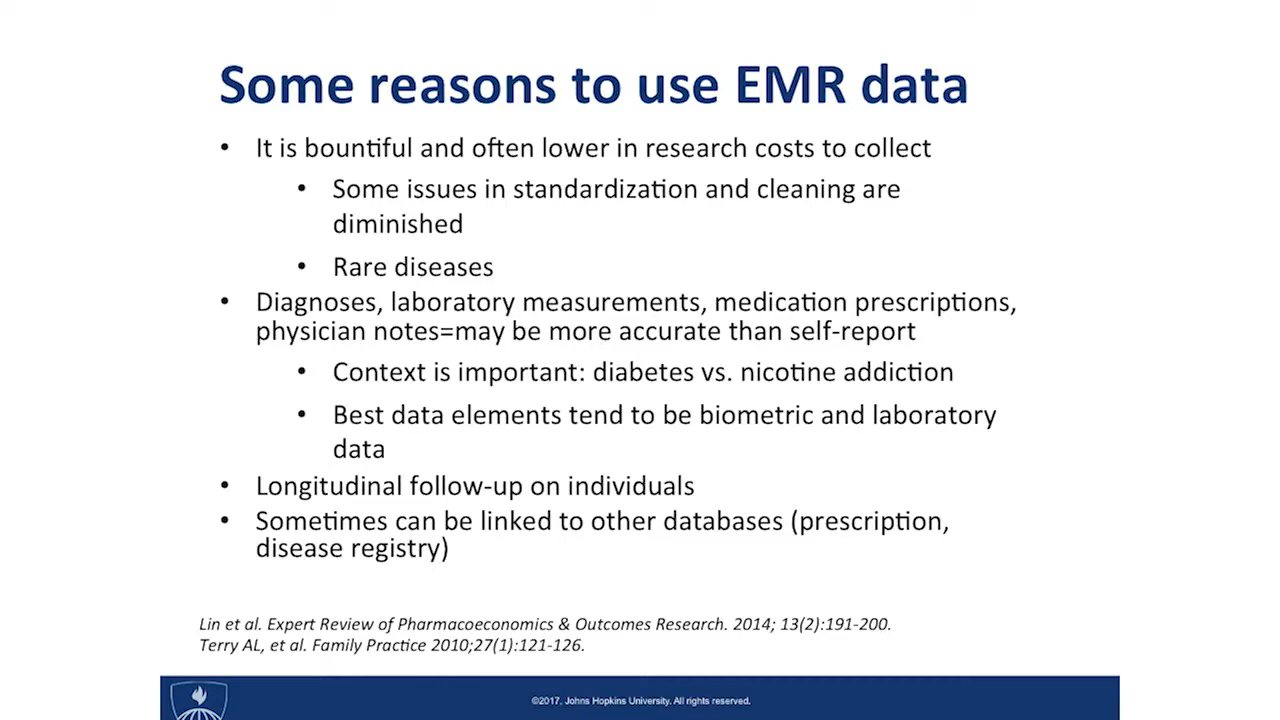 Some reasons to use EMR data
• It is bountiful and often lower in research costs to collect
• Some issues in standardization and cleaning are
diminished
• Rare diseases
• Diagnoses, laboratory measurements, medication prescriptions,
physician notes=may be more accurate than self-report
• Context is important: diabetes vs. nicotine addiction
• Best data elements tend to be biometric and laboratory
data
• Longitudinal follow-up on individuals
• Sometimes can be linked to other databases (prescription,
disease registry)
Lin et al. Expert Review of Pharmacoeconomics & Outcomes Research. 2014; 13(2):191-200.
Terry AL, et al. Family Practice 2010;27(1):121-126.
©2017, Johns Hopkins University. All rights reserved.